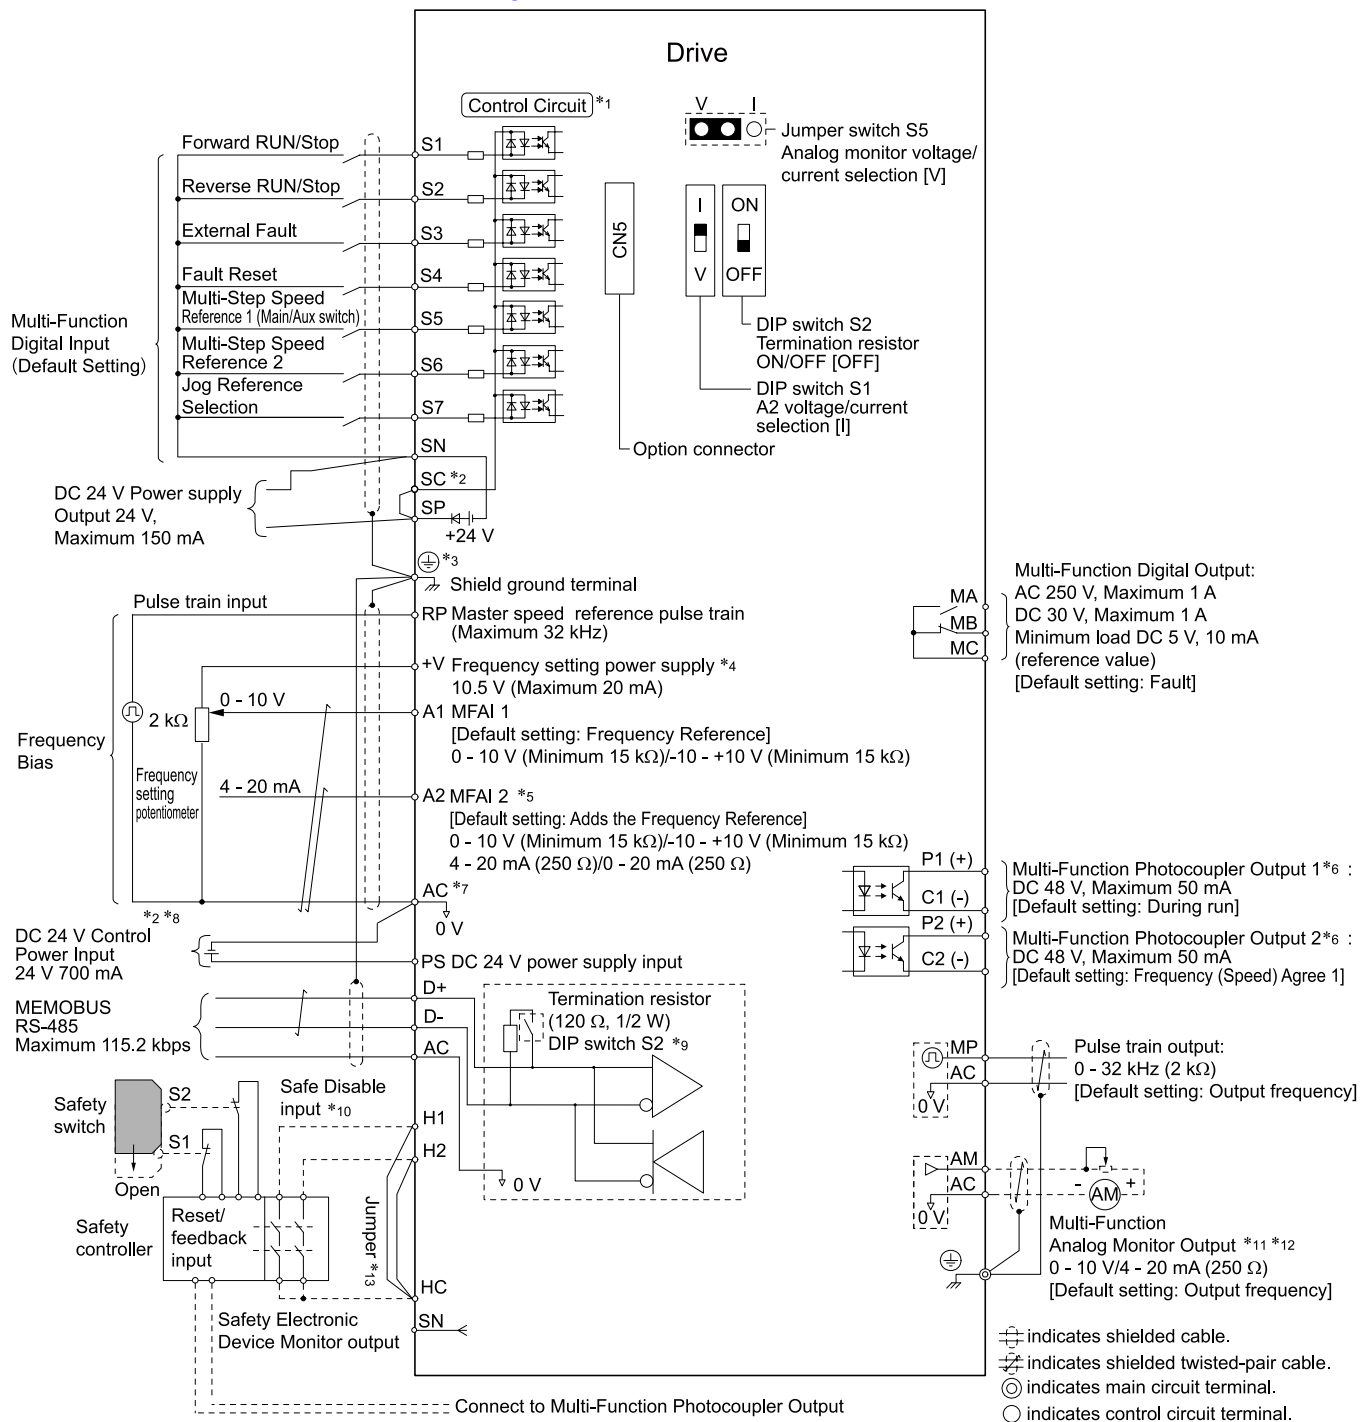 Drive
Control Circuit *1
V I
Jumper switch S5
Analog monitor voltage/
current selection [V]
Forward RUN/Stop
S1
Reverse RUN/Stop
S2
External Fault
S3
Fault Reset
S4
Multi-Step Speed
Reference 1 (Main/Aux switch)
S5
Multi-Step Speed
Reference 2
S6
Jog Reference
Selection
S7
Multi-Function
Digital Input
(Default Setting)
CN5
I
V
ON
OFF
DIP switch S2
Termination resistor
ON/OFF [OFF]
DIP switch S1
A2 voltage/current
selection [I]
Option connector
SN
SC *2
SP
+24 V
DC 24 V Power supply
Output 24 V,
Maximum 150 mA
*3
Shield ground terminal
Pulse train input
RP Master speed reference pulse train
(Maximum 32 kHz)
+V Frequency setting power supply *4
10.5 V (Maximum 20 mA)
0 - 10 V
2 kΩ
A1 MFAI 1
[Default setting: Frequency Reference]
0 - 10 V (Minimum 15 kΩ)/-10 - +10 V (Minimum 15 kΩ)
Frequency
Bias
Frequency
setting
potentiometer
4 - 20 mA
A2 MFAI 2 *5
[Default setting: Adds the Frequency Reference]
0 - 10 V (Minimum 15 kΩ)/-10 - +10 V (Minimum 15 kΩ)
4 - 20 mA (250 Ω)/0 - 20 mA (250 Ω)
AC *7
0 V
*2 *8
DC 24 V Control
Power Input
24 V 700 mA
PS DC 24 V power supply input
MEMOBUS
RS-485
Maximum 115.2 kbps
D+
D-
AC
Termination resistor
(120 Ω, 1/2 W)
DIP switch S2 *9
0 V
Safety
switch
S2
S1
Open
Safe Disable
input *10
H1
H2
Jumper *13
HC
SN
Safety
controller
Reset/
feedback
input
Safety Electronic
Device Monitor output
Connect to Multi-Function Photocoupler Output
MA
MB
MC
Multi-Function Digital Output:
AC 250 V, Maximum 1 A
DC 30 V, Maximum 1 A
Minimum load DC 5 V, 10 mA
(reference value)
[Default setting: Fault]
P1 (+)
C1 (-)
Multi-Function Photocoupler Output 1*6 :
DC 48 V, Maximum 50 mA
[Default setting: During run]
P2 (+)
C2 (-)
Multi-Function Photocoupler Output 2*6 :
DC 48 V, Maximum 50 mA
[Default setting: Frequency (Speed) Agree 1]
MP
AC
0 V
Pulse train output:
0 - 32 kHz (2 kΩ)
[Default setting: Output frequency]
AM
AC
0 V
- +
AM
Multi-Function
Analog Monitor Output *11 *12
0 - 10 V/4 - 20 mA (250 Ω)
[Default setting: Output frequency]
indicates shielded cable.
indicates shielded twisted-pair cable.
indicates main circuit terminal.
indicates control circuit terminal.